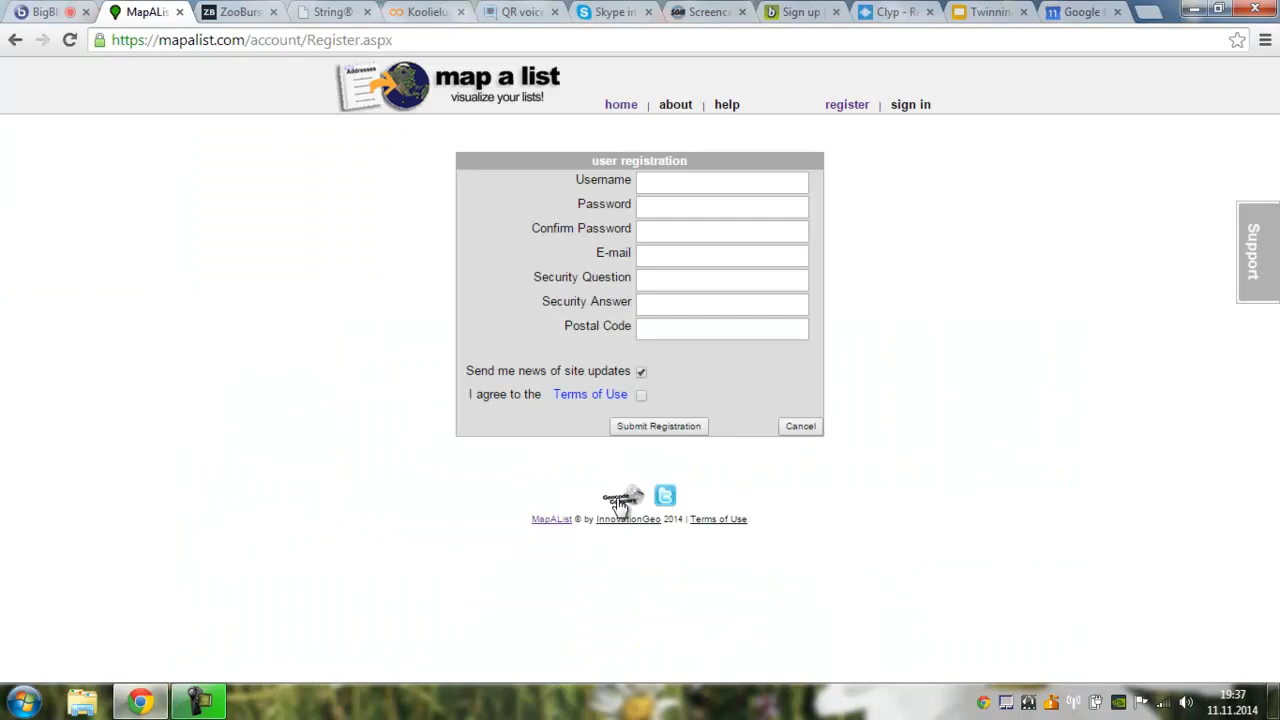 BigBl MapALis ZooBurs String® Koolielu QR voice Skype in Screenc Sign up Clyp - R Twinnin Google
https://mapalist.com/account/Register.aspx
Addresses
map a list
visualize your lists!
home | about | help register | sign in
user registration
Username
Password
Confirm Password
E-mail
Security Question
Security Answer
Postal Code
Send me news of site updates
I agree to the Terms of Use
Submit Registration Cancel
Support
MapAList © by InnovationGeo 2014 | Terms of Use
19:37
11.11.2014